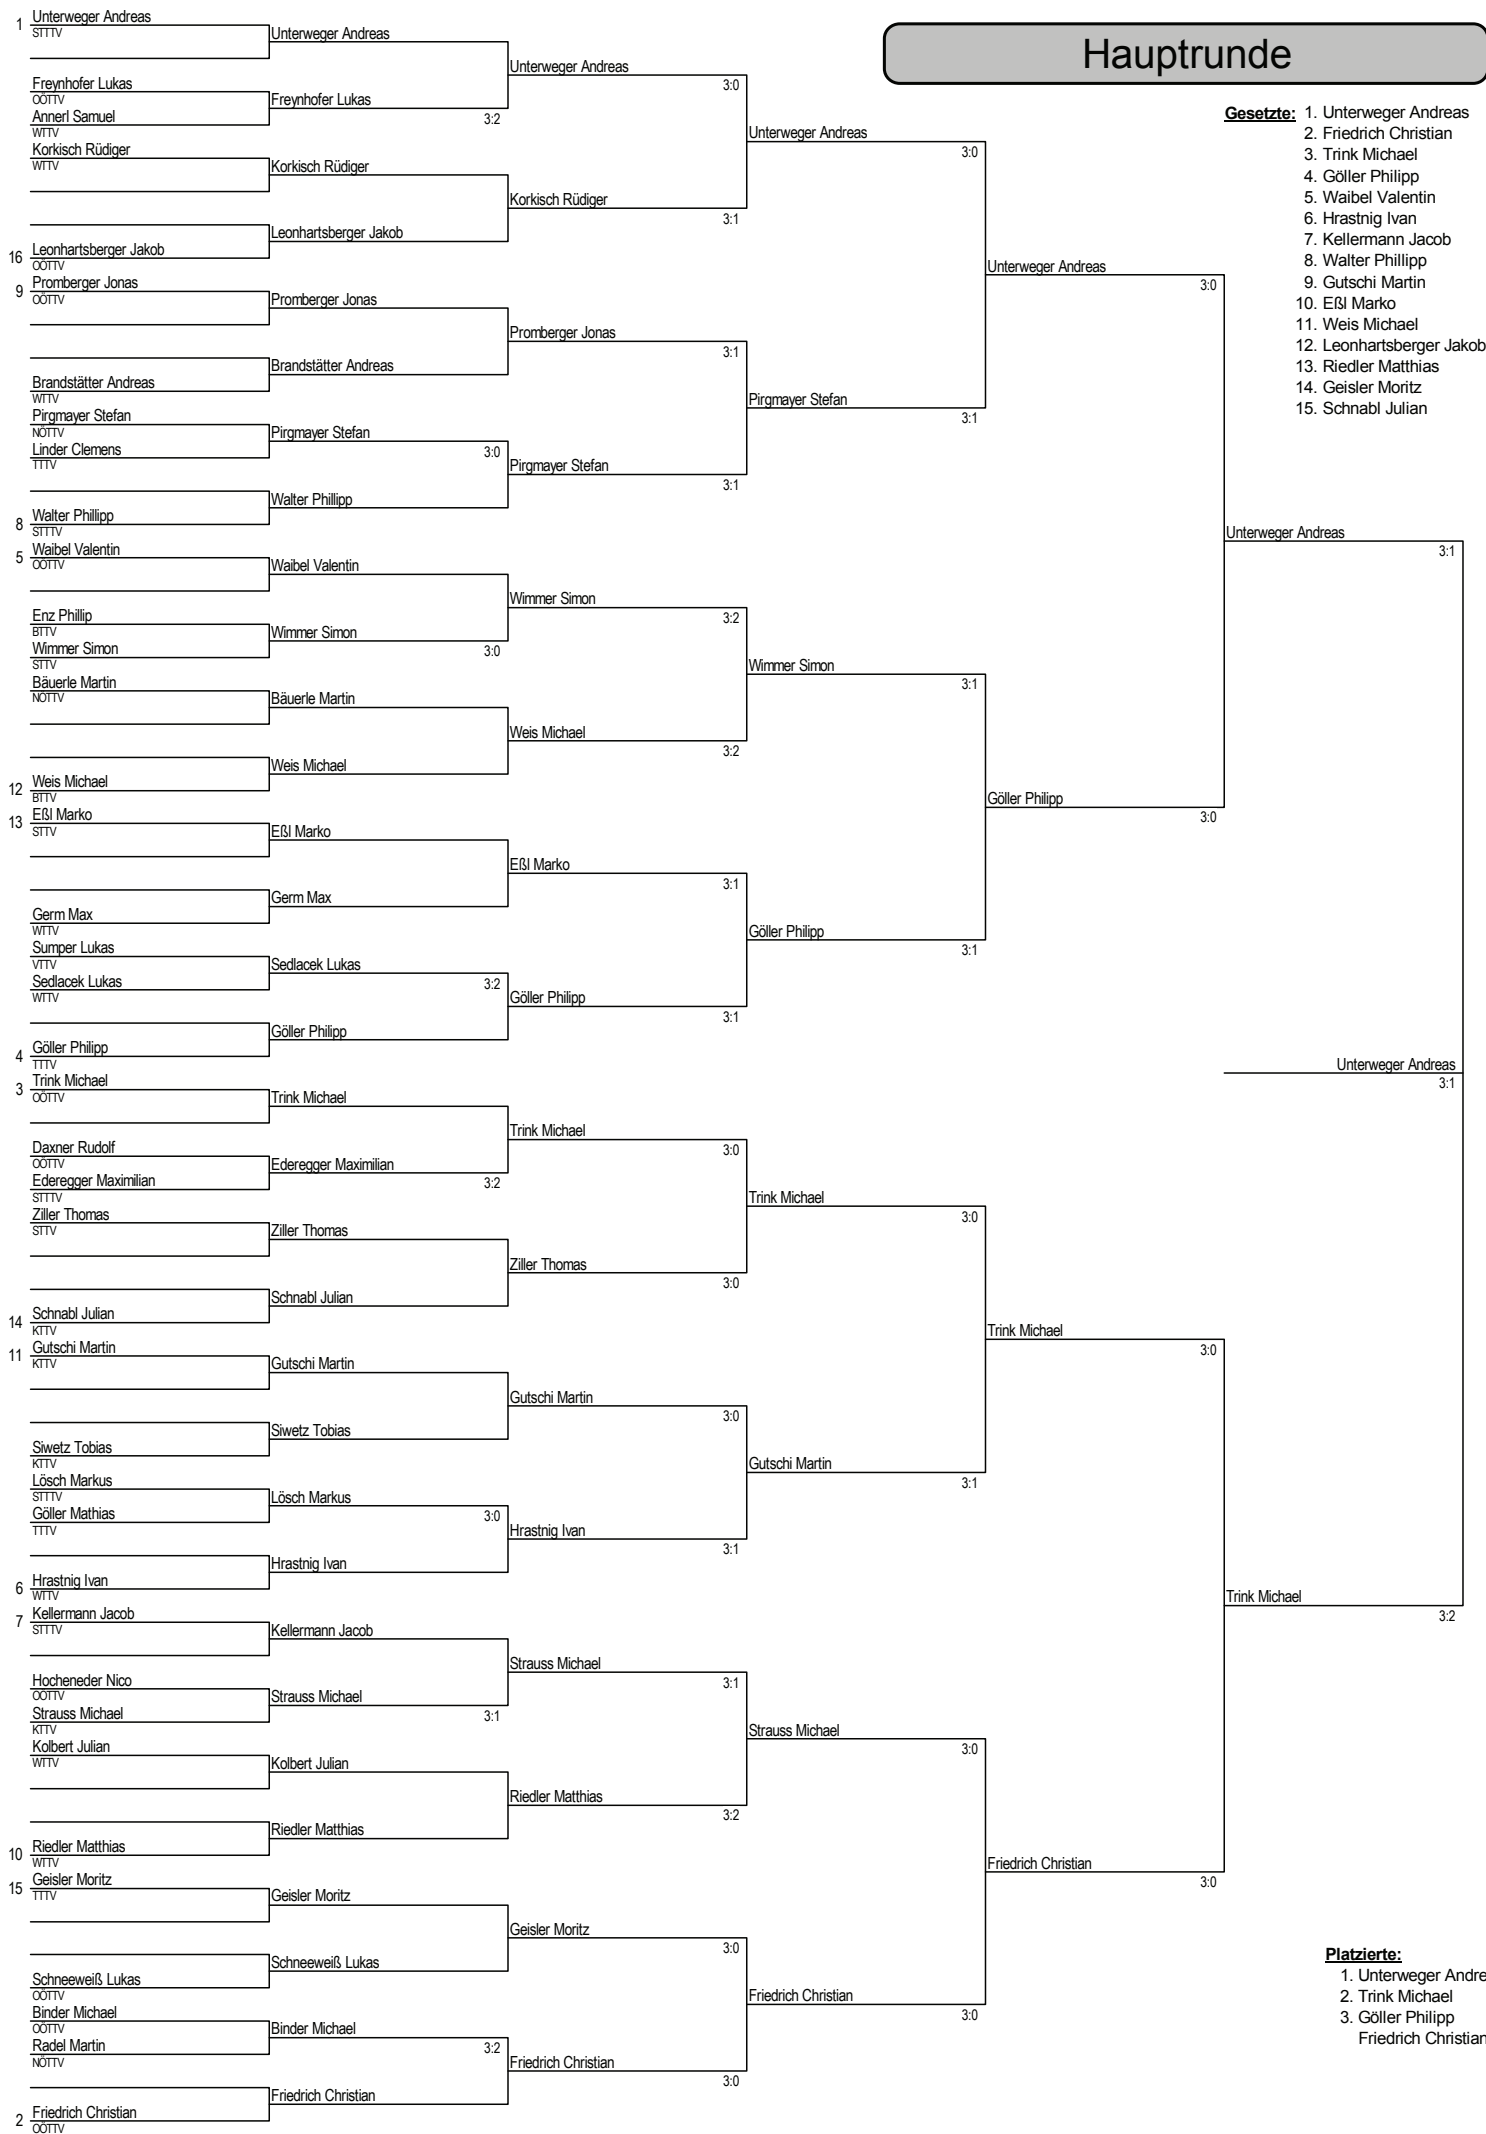 Hauptrunde
Gesetzte: 1. Unterweger Andreas
2. Friedrich Christian
3. Trink Michael
4. Göller Philipp
5. Waibel Valentin
6. Hrastnig Ivan
7. Kellermann Jacob
8. Walter Phillipp
9. Gutschi Martin
10. Eßl Marko
11. Weis Michael
12. Leonhartsberger Jakob
13. Riedler Matthias
14. Geisler Moritz
15. Schnabl Julian
1 Unterweger Andreas
STTTV
Freynhofer Lukas
OÖTTV
Annerl Samuel
WTTV
Korkisch Rüdiger
WTTV
16 Leonhartsberger Jakob
OÖTTV
9 Promberger Jonas
OÖTTV
Brandstätter Andreas
WTTV
Pirgmayer Stefan
NÖTTV
Linder Clemens
TTTV
8 Walter Phillipp
STTTV
5 Waibel Valentin
OÖTTV
Enz Phillip
BTTV
Wimmer Simon
STTV
Bäuerle Martin
NÖTTV
12 Weis Michael
BTTV
13 Eßl Marko
STTV
Germ Max
WTTV
Sumper Lukas
VTTV
Sedlacek Lukas
WTTV
4 Göller Philipp
TTTV
3 Trink Michael
OÖTTV
Daxner Rudolf
OÖTTV
Ederegger Maximilian
STTTV
Ziller Thomas
STTV
14 Schnabl Julian
KTTV
11 Gutschi Martin
KTTV
Siwetz Tobias
KTTV
Lösch Markus
STTTV
Göller Mathias
TTTV
6 Hrastnig Ivan
WTTV
7 Kellermann Jacob
STTTV
Hocheneder Nico
OÖTTV
Strauss Michael
KTTV
Kolbert Julian
WTTV
10 Riedler Matthias
WTTV
15 Geisler Moritz
TTTV
Schneeweiß Lukas
OÖTTV
Binder Michael
OÖTTV
Radel Martin
NÖTTV
2 Friedrich Christian
OÖTTV
Unterweger Andreas
Freynhofer Lukas
3:2
Korkisch Rüdiger
Leonhartsberger Jakob
Promberger Jonas
Brandstätter Andreas
Pirgmayer Stefan
3:0
Walter Phillipp
Waibel Valentin
Wimmer Simon
3:0
Bäuerle Martin
Weis Michael
Eßl Marko
Germ Max
Sedlacek Lukas
3:2
Göller Philipp
Trink Michael
Ederegger Maximilian
3:2
Ziller Thomas
Schnabl Julian
Gutschi Martin
Siwetz Tobias
Lösch Markus
3:0
Hrastnig Ivan
Kellermann Jacob
Strauss Michael
3:1
Kolbert Julian
Riedler Matthias
Geisler Moritz
Schneeweiß Lukas
Binder Michael
3:2
Friedrich Christian
Unterweger Andreas
3:0
Korkisch Rüdiger
3:1
Promberger Jonas
3:1
Pirgmayer Stefan
3:1
Wimmer Simon
3:2
Weis Michael
3:2
Eßl Marko
3:1
Göller Philipp
3:1
Trink Michael
3:0
Ziller Thomas
3:0
Gutschi Martin
3:0
Hrastnig Ivan
3:1
Strauss Michael
3:1
Riedler Matthias
3:2
Geisler Moritz
3:0
Friedrich Christian
3:0
Unterweger Andreas
3:0
Pirgmayer Stefan
3:1
Wimmer Simon
3:1
Göller Philipp
3:1
Trink Michael
3:0
Gutschi Martin
3:1
Strauss Michael
3:0
Friedrich Christian
3:0
Unterweger Andreas
3:0
Göller Philipp
3:0
Trink Michael
3:0
Friedrich Christian
3:0
Unterweger Andreas
3:1
Trink Michael
3:2
Unterweger Andreas
3:1
Platzierte:
1. Unterweger Andre
2. Trink Michael
3. Göller Philipp
Friedrich Christian